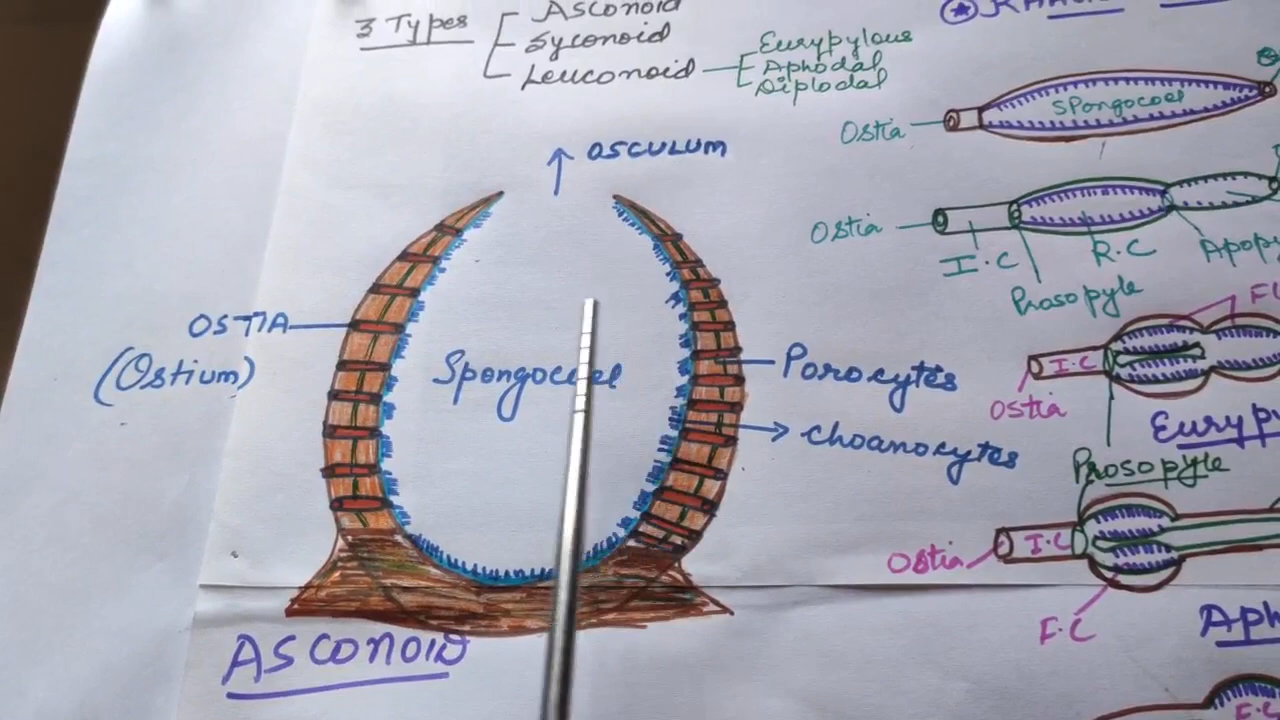 3 Types
Asconoid
Syconoid
Leuconoid
Eurypylous
Aphodal
Diplodal
OSCULUM
OSTIA
(Ostium)
Spongocoel
Porocytes
Choanocytes
ASCONOID
Spongocoel
Ostia
Ostia
I.C
R.C
Prosopyle
I.C
Ostia
Prosopyle
Ostia
I.C
F.C
F.C